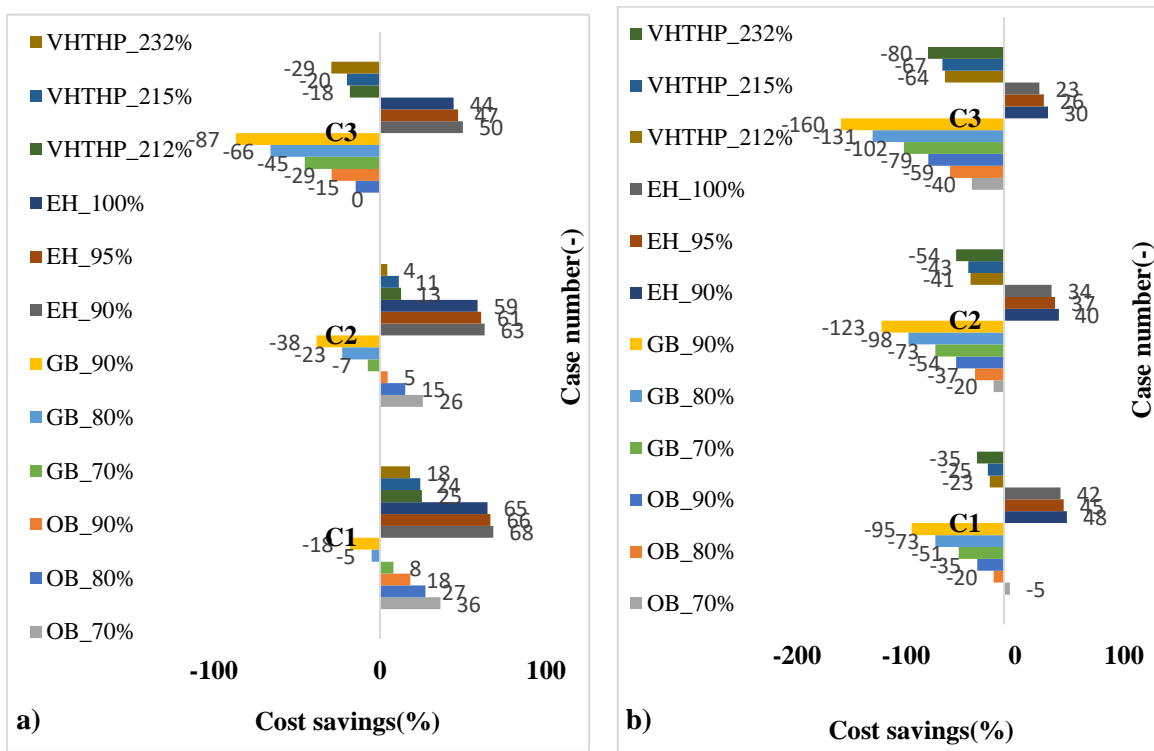 VHTHP_232%
VHTHP_215%
VHTHP_212%
EH_100%
EH_95%
EH_90%
GB_90%
GB_80%
GB_70%
OB_90%
OB_80%
OB_70%
-29
-20
-18
44
47
50
C3
-87
-66
-45
-29
-15
0
4
11
13
59
61
63
C2
-38
-23
-7
5
15
26
18
24
25
65
66
68
C1
-18
-5
8
18
27
36
Case number(-)
-100
0
100
Cost savings(%)
a)
VHTHP_232%
VHTHP_215%
VHTHP_212%
EH_100%
EH_95%
EH_90%
GB_90%
GB_80%
GB_70%
OB_90%
OB_80%
OB_70%
-80
-67
-64
23
26
30
C3
-160
-131
-102
-79
-59
-40
-54
-43
-41
34
37
40
C2
-123
-98
-73
-54
-37
-20
-35
-25
-23
42
45
48
C1
-95
-73
-51
-35
-20
-5
Case number(-)
-200
-100
0
100
Cost savings(%)
b)